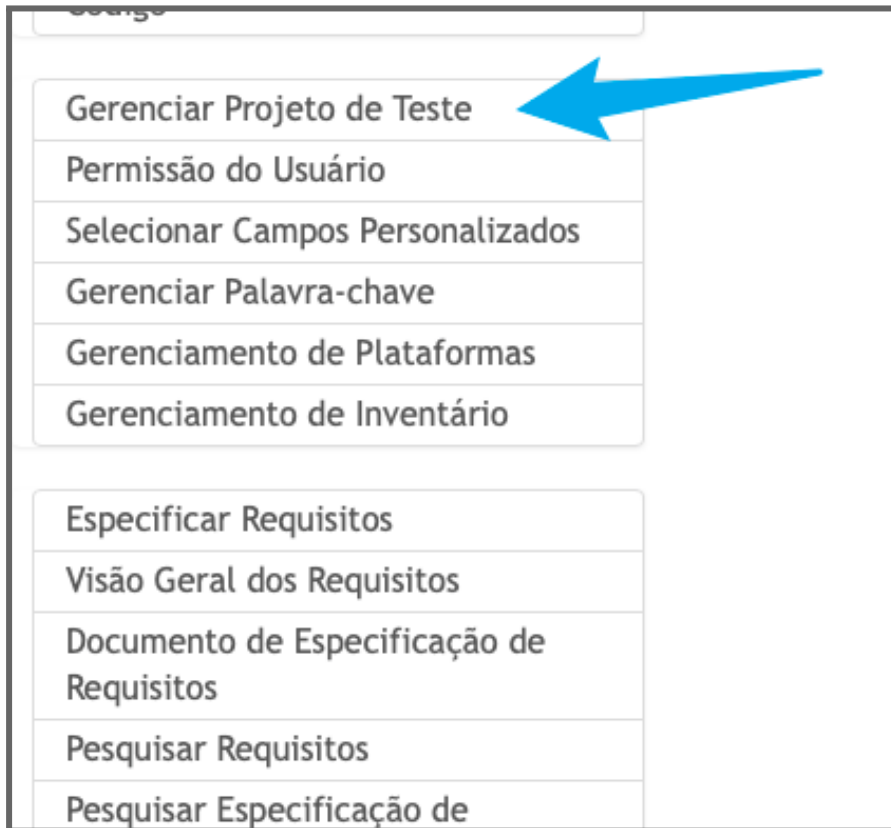 Gerenciar Projeto de Teste
Permissão do Usuário
Selecionar Campos Personalizados
Gerenciar Palavra-chave
Gerenciamento de Plataformas
Gerenciamento de Inventário
Especificar Requisitos
Visão Geral dos Requisitos
Documento de Especificação de
Requisitos
Pesquisar Requisitos
Pesquisar Especificação de